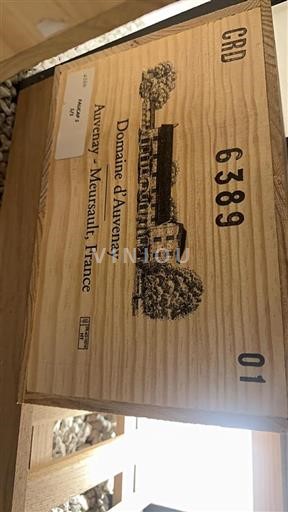 CRD
6389
01
Domaine d'Auvenay
Auvenay - Meursault, France
VINIOU